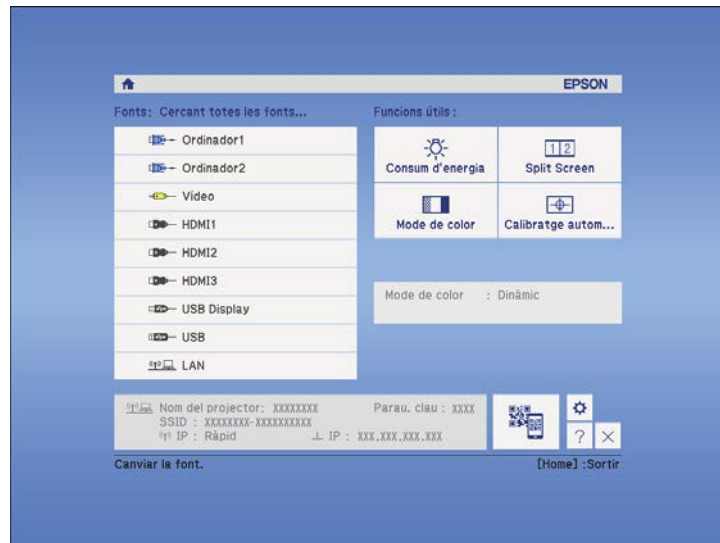 EPSON
Fonts: Cercant totes les fonts...
Ordinador1
Ordinador2
Vídeo
HDMI1
HDMI2
HDMI3
USB Display
USB
LAN
Funcions útils :
Consum d'energia
1 2
Split Screen
Mode de color
Calibratge autom...
Mode de color : Dinàmic
Nom del projector: XXXXXXXX Parau. clau : XXXX
SSID : XXXXXXXX-XXXXXXXXXX
IP : Ràpid IP : XXX.XXX.XXX.XXX
?
Canviar la font. [Home] :Sortir